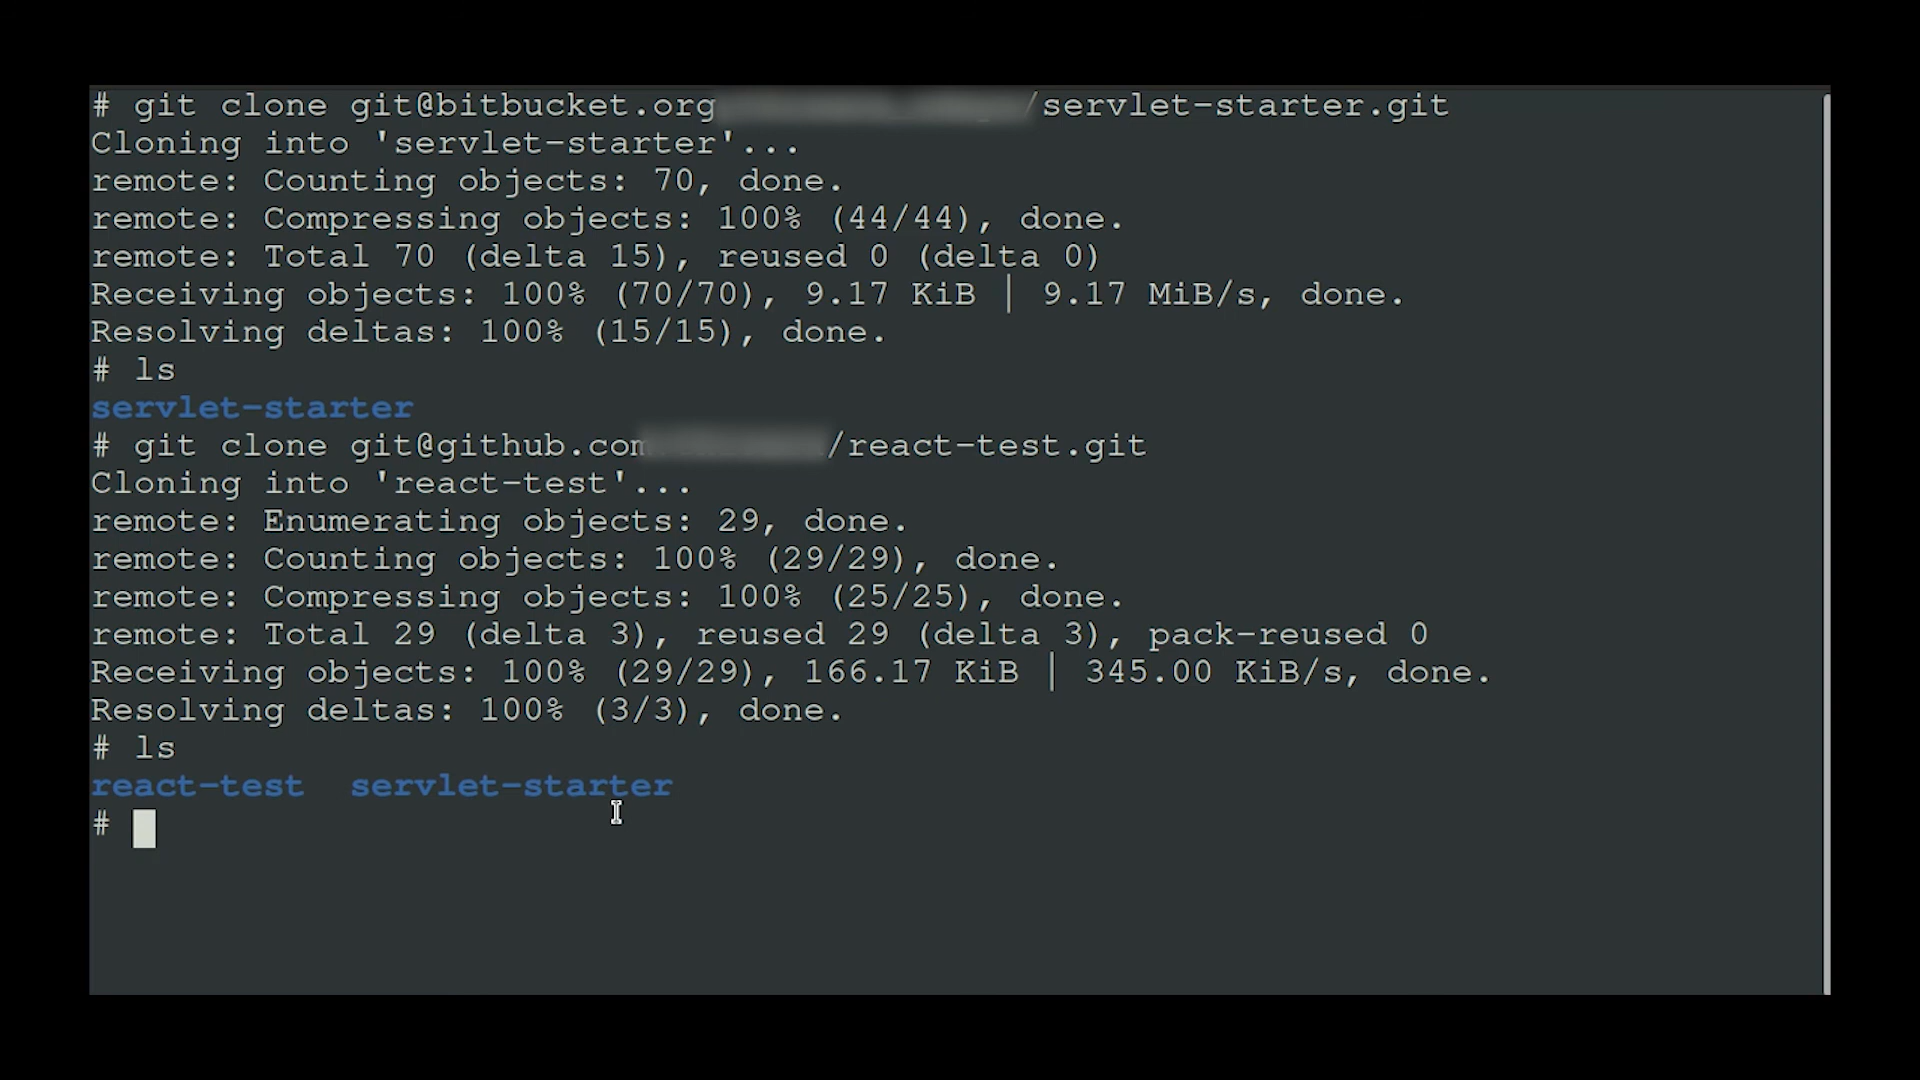 # git clone git@bitbucket.org /servlet-starter.git
Cloning into 'servlet-starter'...
remote: Counting objects: 70, done.
remote: Compressing objects: 100% (44/44), done.
remote: Total 70 (delta 15), reused 0 (delta 0)
Receiving objects: 100% (70/70), 9.17 KiB | 9.17 MiB/s, done.
Resolving deltas: 100% (15/15), done.
# ls
servlet-starter
# git clone git@github.com /react-test.git
Cloning into 'react-test'...
remote: Enumerating objects: 29, done.
remote: Counting objects: 100% (29/29), done.
remote: Compressing objects: 100% (25/25), done.
remote: Total 29 (delta 3), reused 29 (delta 3), pack-reused 0
Receiving objects: 100% (29/29), 166.17 KiB | 345.00 KiB/s, done.
Resolving deltas: 100% (3/3), done.
# ls
react-test  servlet-starter
#